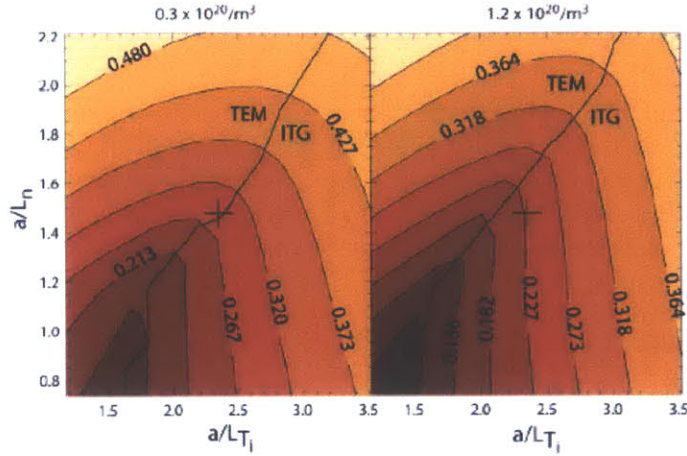 0.3 x 10²⁰/m³
1.2 x 10²⁰/m³
2.2
2.0
1.8
1.6
1.4
1.2
1.0
0.8
a/Lₙ
0.480
TEM
ITG
0.427
0.213
0.267
0.320
0.373
0.364
TEM
ITG
0.318
0.182
0.227
0.273
0.318
0.364
1.5 2.0 2.5 3.0 3.5
1.5 2.0 2.5 3.0 3.5
a/L_Tᵢ
a/L_Tᵢ